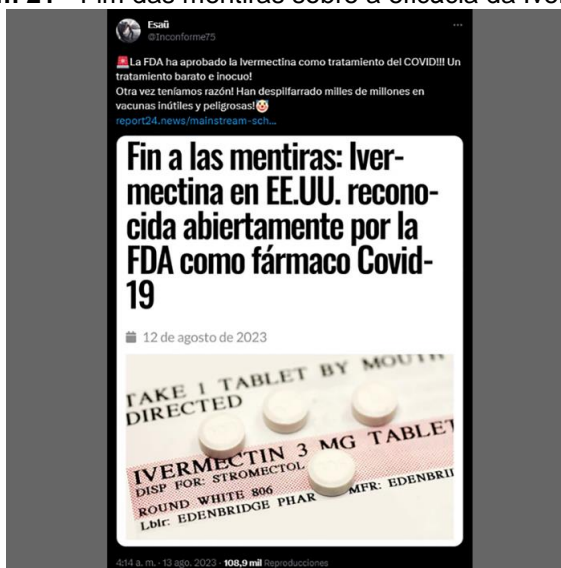 Fim das mentiras sobre a eficácia da
Esaü
@Inconforme75
🚨La FDA ha aprobado la Ivermectina como tratamiento del COVID!!! Un
tratamiento barato e inocuo!
Otra vez teníamos razón! Han despilfarrado milles de millones en
vacunas inútiles y peligrosas!🤡
report24.news/mainstream-sch...
Fin a las mentiras: Iver-
mectina en EE.UU. recono-
cida abiertamente por la
FDA como fármaco Covid-
19
12 de agosto de 2023
TAKE 1 TABLET BY MOUTH
DIRECTED
IVERMECTIN 3 MG TABLET
DISP FOR: STROMECTOL
ROUND WHITE 806
MFR: EDENBRI
Lblr: EDENBRIDGE PHAR
4:14 a. m. · 13 ago. 2023 · 108,9 mil Reproducciones